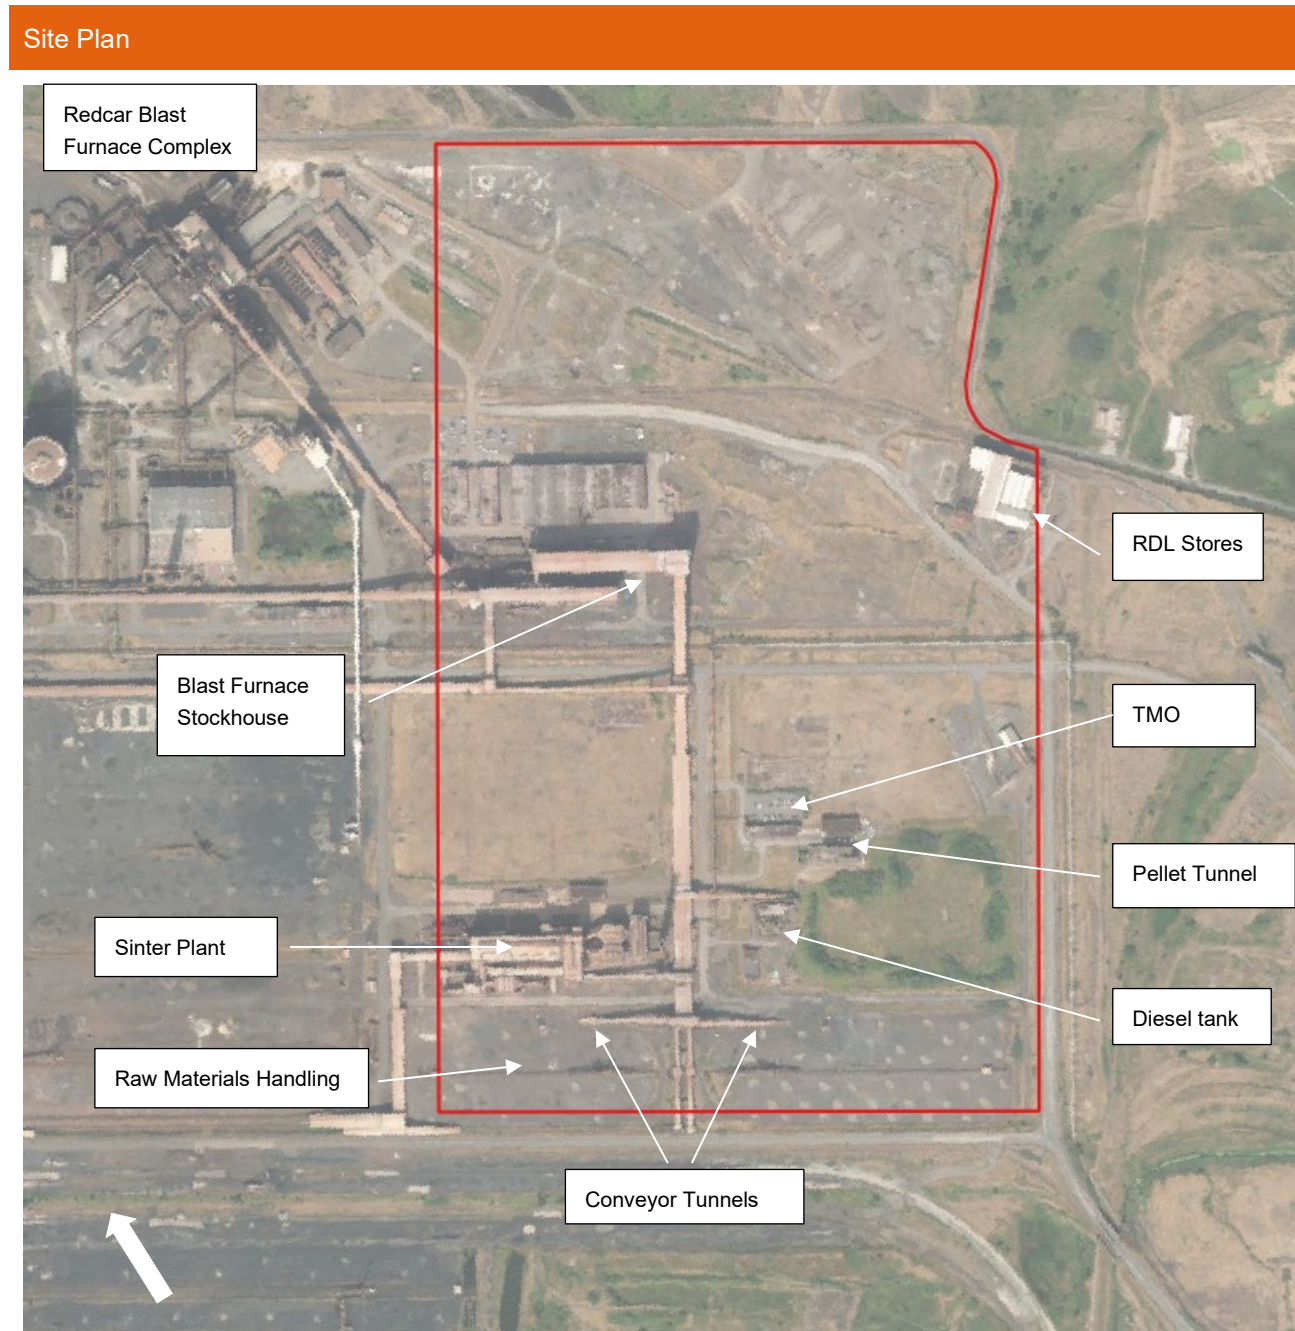 Site Plan
Redcar Blast
Furnace Complex
RDL Stores
Blast Furnace
Stockhouse
TMO
Pellet Tunnel
Sinter Plant
Diesel tank
Raw Materials Handling
Conveyor Tunnels